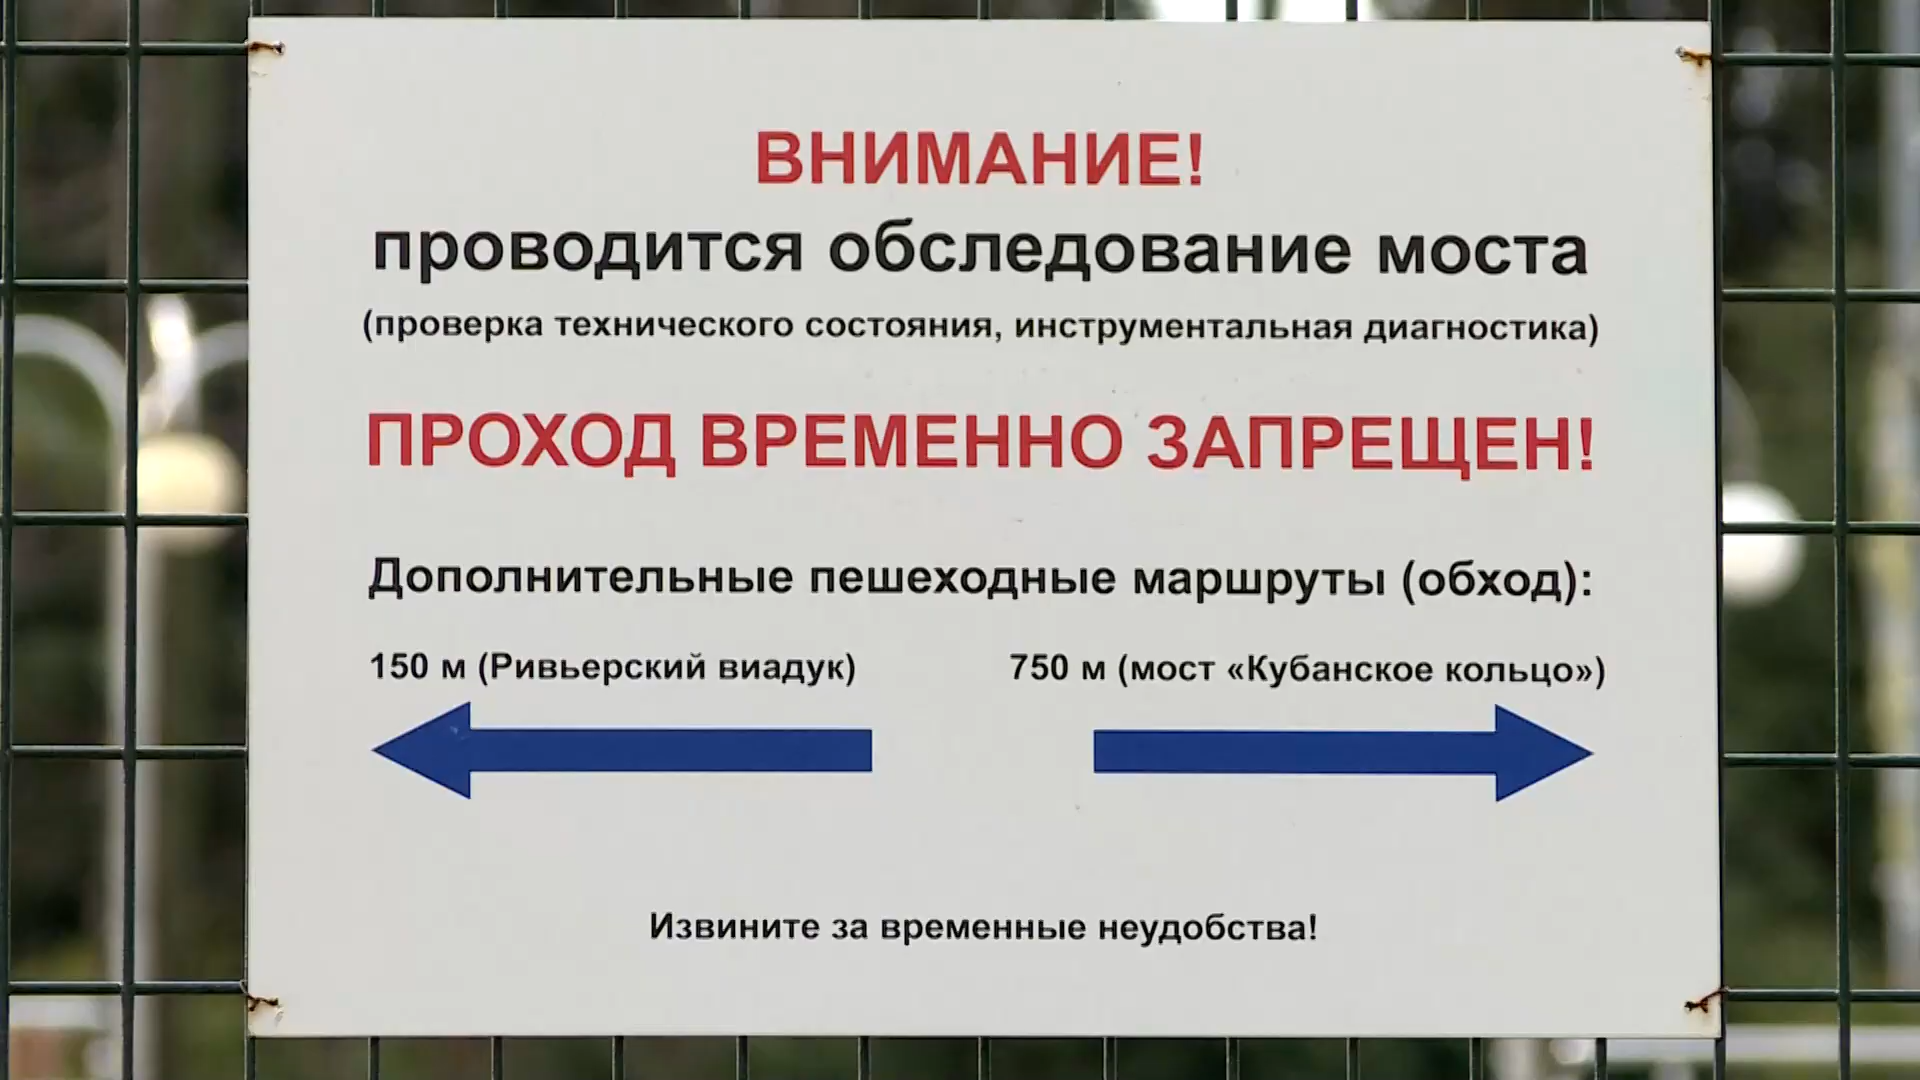 ВНИМАНИЕ!
проводится обследование моста
(проверка технического состояния, инструментальная диагностика)
ПРОХОД ВРЕМЕННО ЗАПРЕЩЕН!
Дополнительные пешеходные маршруты (обход):
150 м (Ривьерский виадук) 750 м (мост «Кубанское кольцо»)
Извините за временные неудобства!